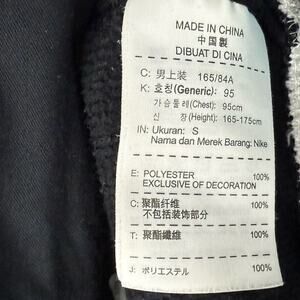 MADE IN CHINA
中国製
DIBUAT DI CINA
C: 男上装 165/84A
K: 호칭(Generic): 95
가슴둘레(Chest): 95cm
신 장(Height): 165-175cm
IN: Ukuran: S
Nama dan Merek Barang: Nike
E: POLYESTER 100%
EXCLUSIVE OF DECORATION
C: 聚酯纤维 100%
不包括装饰部分
T: 聚酯纖維 100%
J: ポリエステル 100%